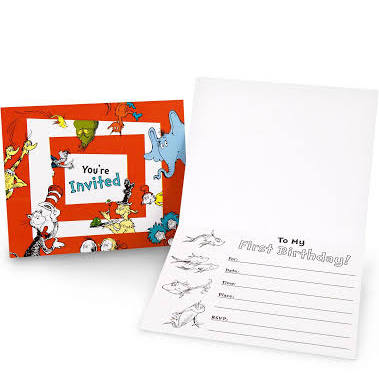 You're
Invited
To My
First Birthday!
For:
Date:
Time:
Place:
RSVP: